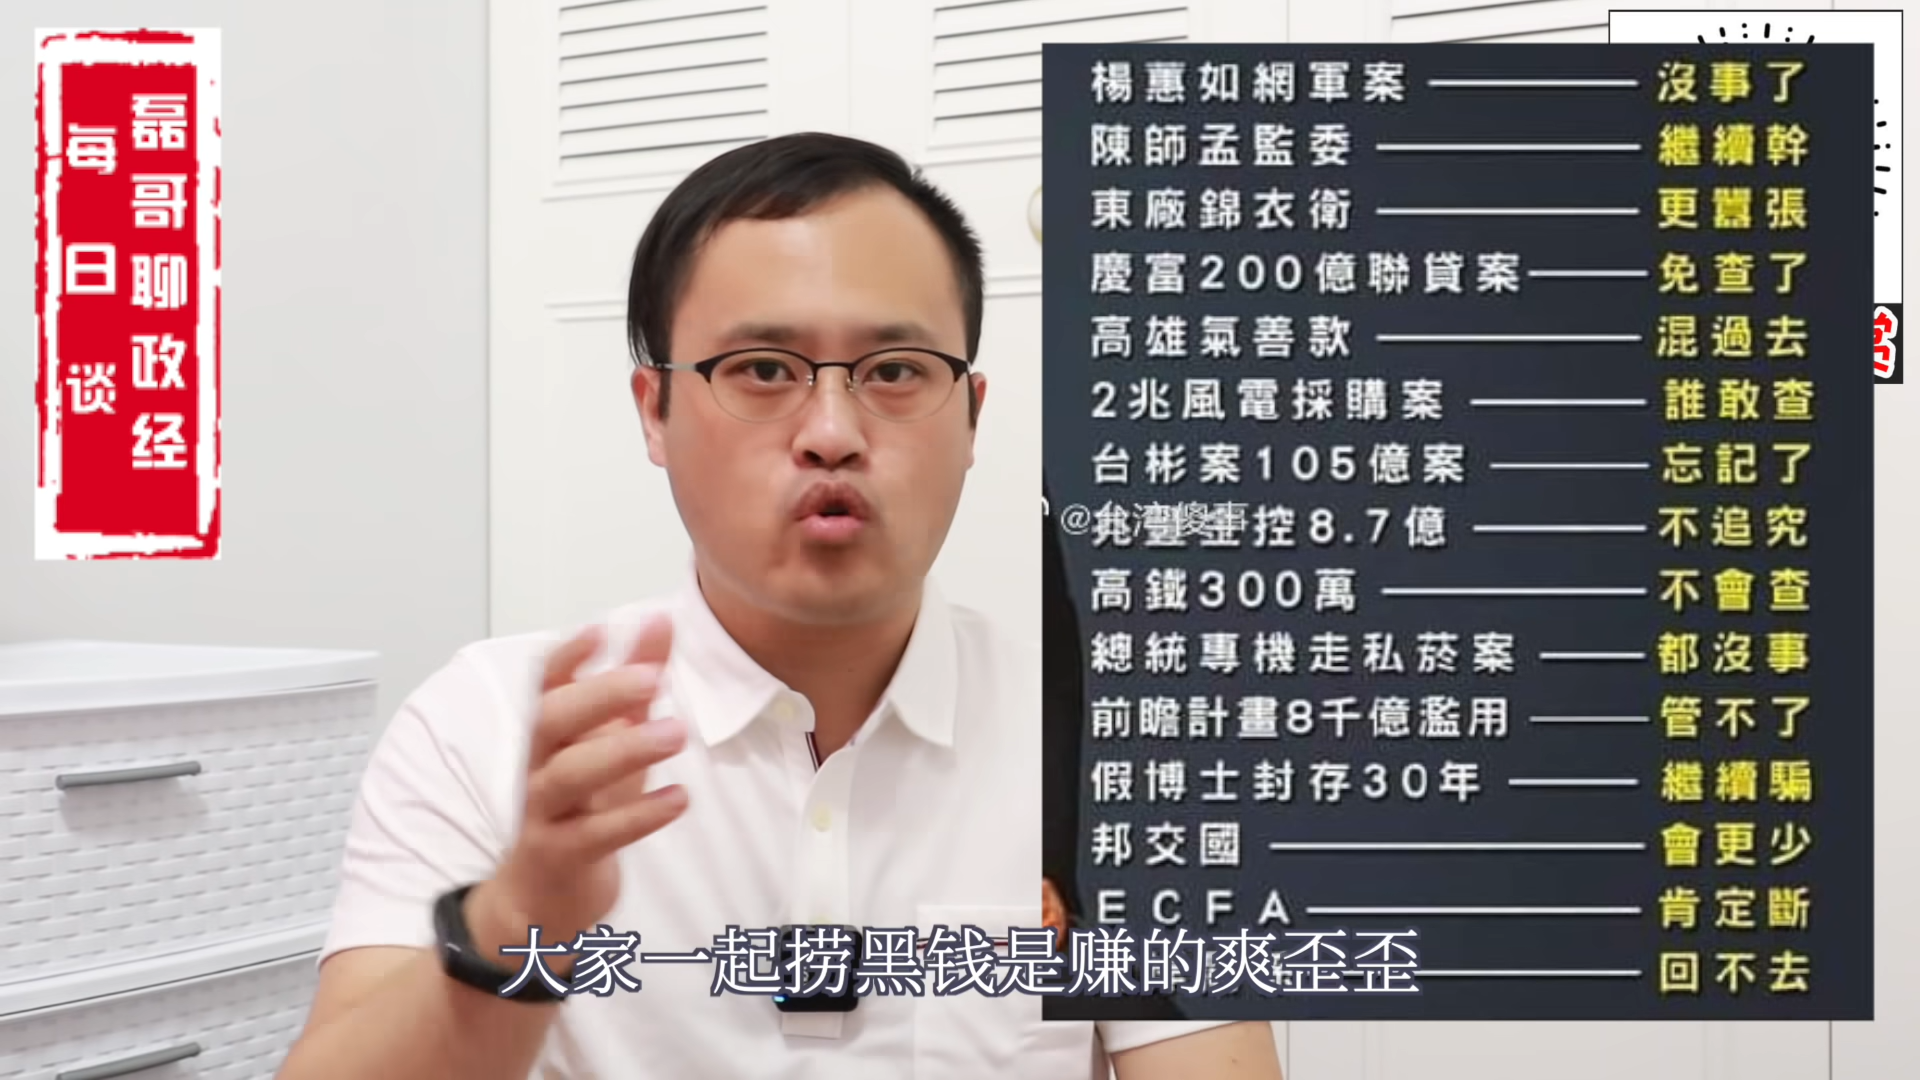 磊哥聊政经
每日谈
楊蕙如網軍案 沒事了
陳師孟監委 繼續幹
東廠錦衣衛 更囂張
慶富200億聯貸案 免查了
高雄氣善款 混過去
2兆風電採購案 誰敢查
台彬案105億案 忘記了
兆豐金控8.7億 不追究
@台湾傻事
高鐵300萬 不會查
總統專機走私菸案 都沒事
前瞻計畫8千億濫用 管不了
假博士封存30年 繼續騙
邦交國 會更少
ECFA 肯定斷
回不去
大家一起捞黑钱是赚的爽歪歪